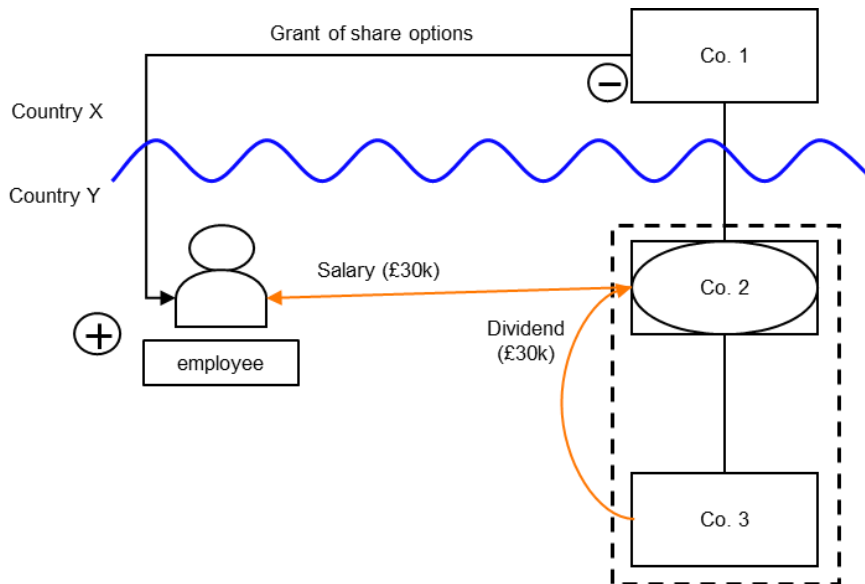 Grant of share options
Co. 1
Country X
Country Y
Salary (£30k)
Co. 2
Dividend
(£30k)
employee
Co. 3